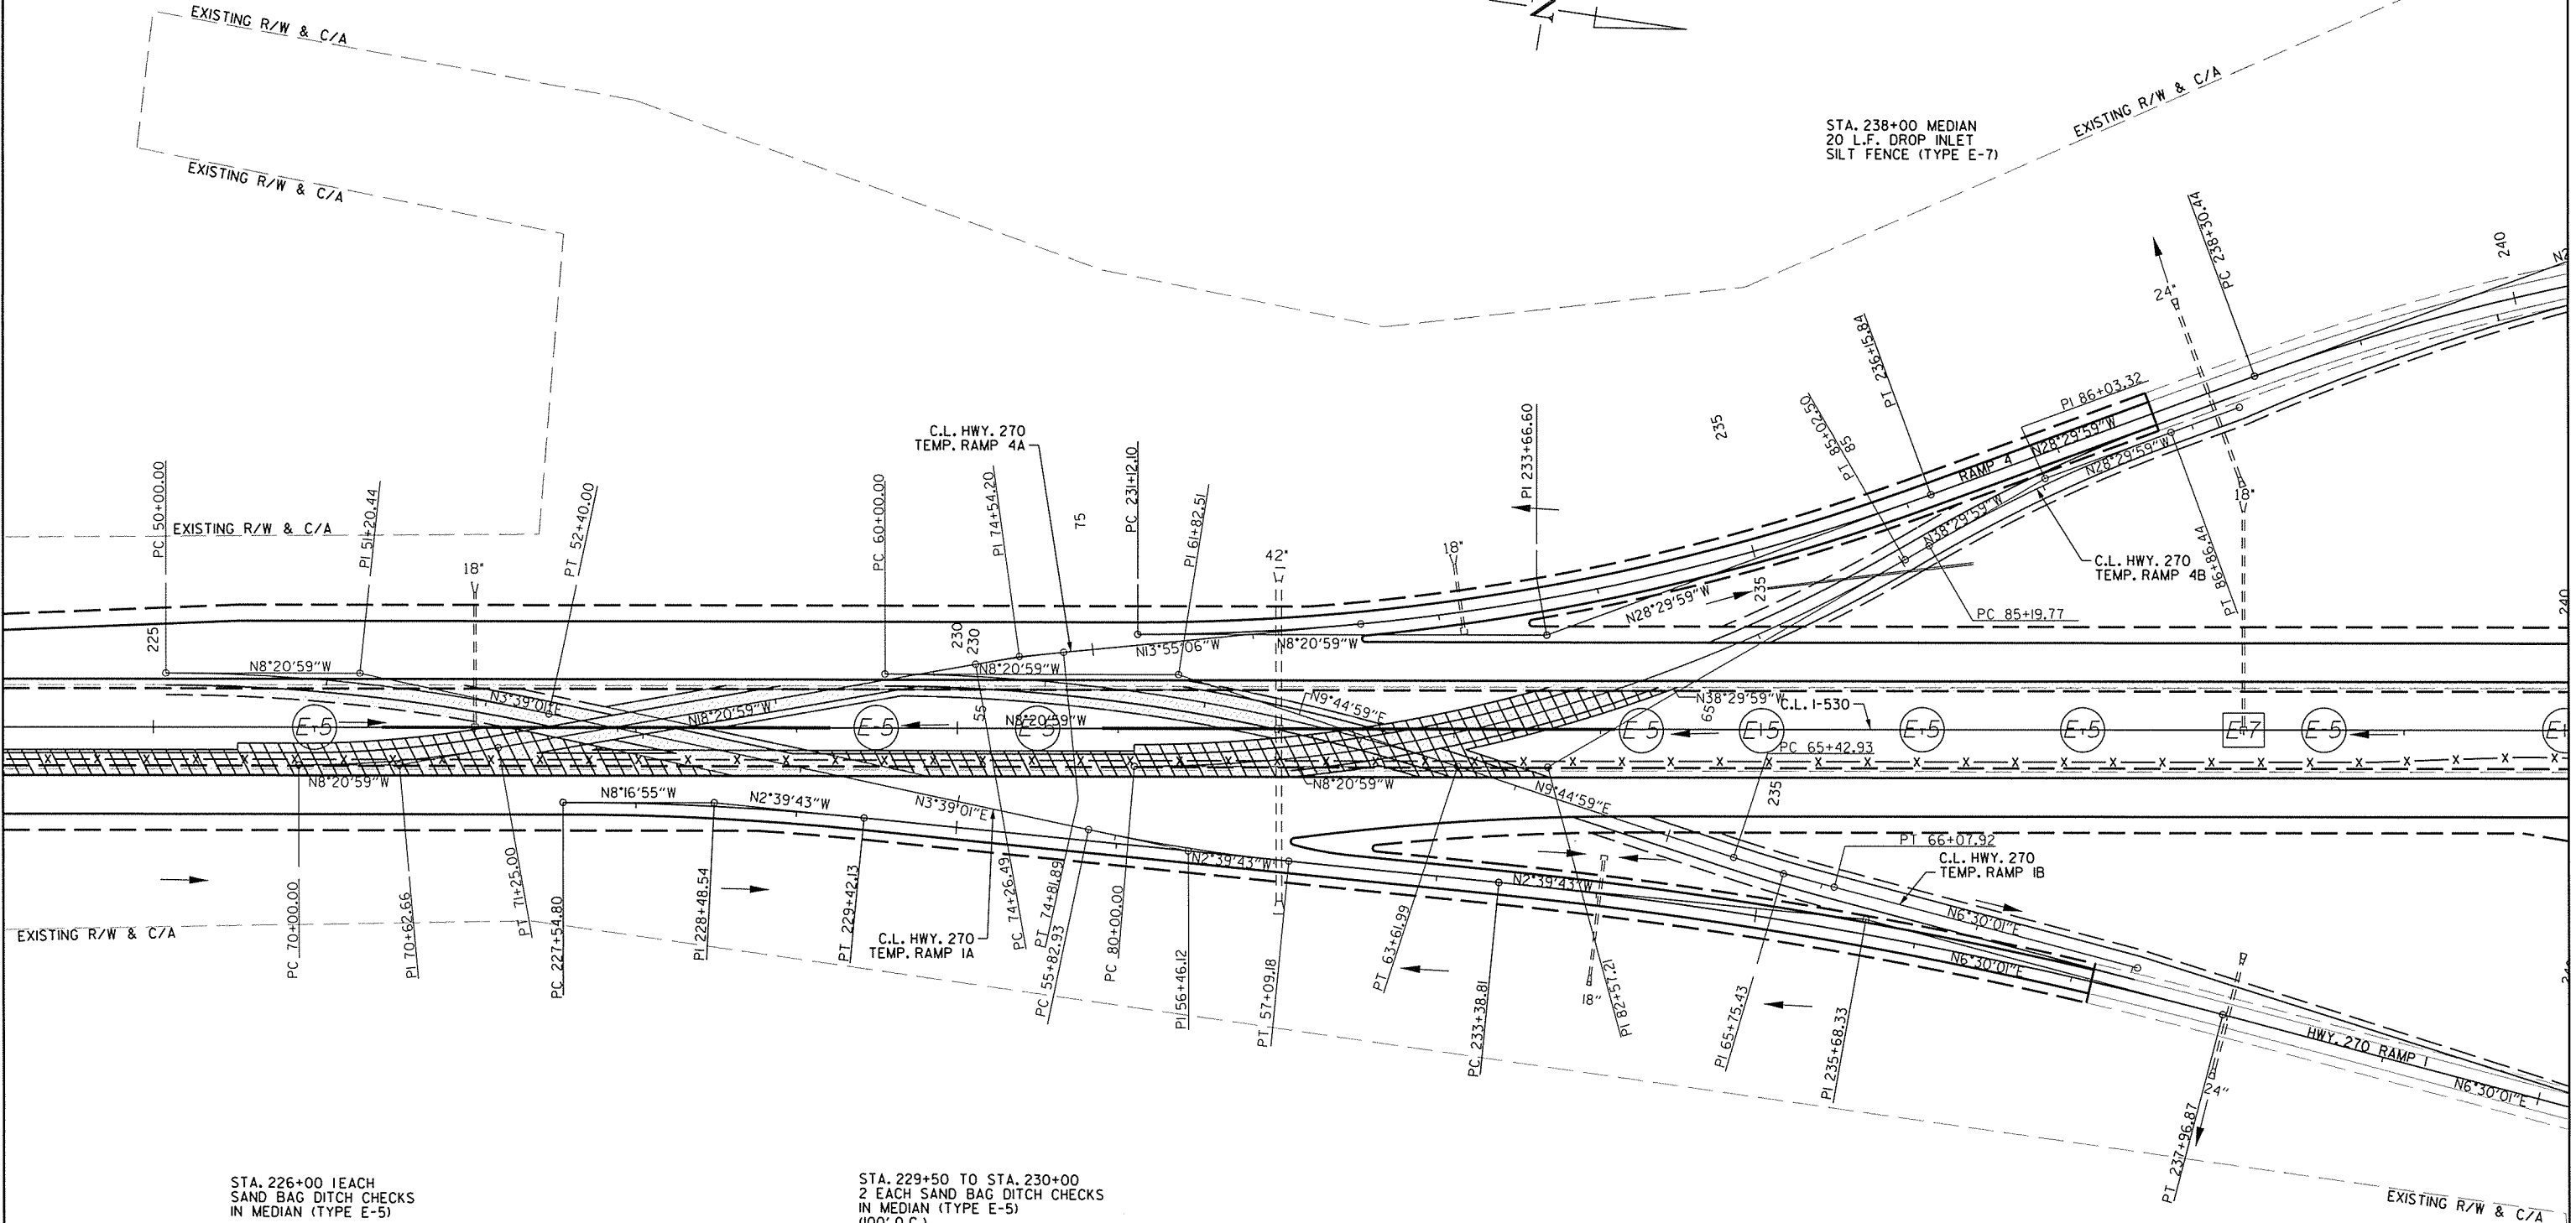 EXISTING R/W & C/A
Z
EXISTING R/W & C/A
STA. 238+00 MEDIAN
20 L.F. DROP INLET
SILT FENCE (TYPE E-7)
EXISTING R/W & C/A
PC 238+30.44
240
24"
PT 236+15.84
PI 86+03.32
PT 85+02.50
85
235
C.L. HWY. 270
TEMP. RAMP 4A
PI 233+66.60
RAMP 4
N28°29'59"W
N28°29'59"W
PC 231+12.10
PI 74+54.20
75
PI 61+82.51
PC 60+00.00
PC 50+00.00
PI 51+20.44
PT 52+40.00
EXISTING R/W & C/A
18"
42"
18"
18"
N38°29'59"W
C.L. HWY. 270
TEMP. RAMP 4B
PT 86+86.44
PC 85+19.77
235
N28°29'59"W
240
225
230
230
N13°55'06"W
N8°20'59"W
N8°20'59"W
N8°20'59"W
N3°39'01"E
N18°20'59"W
55
N8°20'59"W
N9°44'59"E
N38°29'59"W
65
C.L. I-530
E-5
E-5
E-5
E-5
E-5
E-5
E-5
E-7
E-5
PC 65+42.93
N8°20'59"W
N8°20'59"W
N8°16'55"W
N2°39'43"W
N3°39'01"E
N9°44'59"E
235
PT 66+07.92
C.L. HWY. 270
TEMP. RAMP 1B
N2°39'43"W
N2°39'43"W
N6°30'01"E
N6°30'01"E
EXISTING R/W & C/A
PC 70+00.00
PI 70+62.66
PT 71+25.00
PC 227+54.80
PI 228+48.54
PT 229+42.13
C.L. HWY. 270
TEMP. RAMP 1A
PC 74+26.49
PT 74+81.89
PC 55+82.93
PC 80+00.00
PI 56+46.12
PT 57+09.18
PT 63+61.99
PC 233+38.81
18"
PI 82+57.21
PI 65+75.43
PI 235+68.33
HWY. 270 RAMP 1
N6°30'01"E
24"
PT 237+96.87
EXISTING R/W & C/A
STA. 226+00 1EACH
SAND BAG DITCH CHECKS
IN MEDIAN (TYPE E-5)
STA. 229+50 TO STA. 230+00
2 EACH SAND BAG DITCH CHECKS
IN MEDIAN (TYPE E-5)
(100' O.C.)